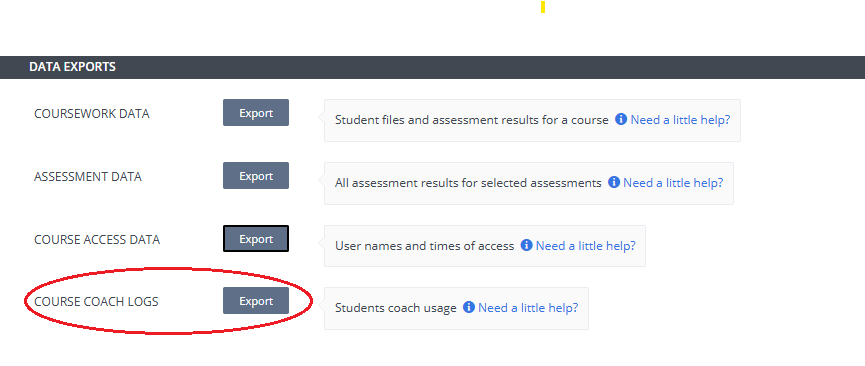 DATA EXPORTS
COURSEWORK DATA Export Student files and assessment results for a course Need a little help?
ASSESSMENT DATA Export All assessment results for selected assessments Need a little help?
COURSE ACCESS DATA Export User names and times of access Need a little help?
COURSE COACH LOGS Export Students coach usage Need a little help?